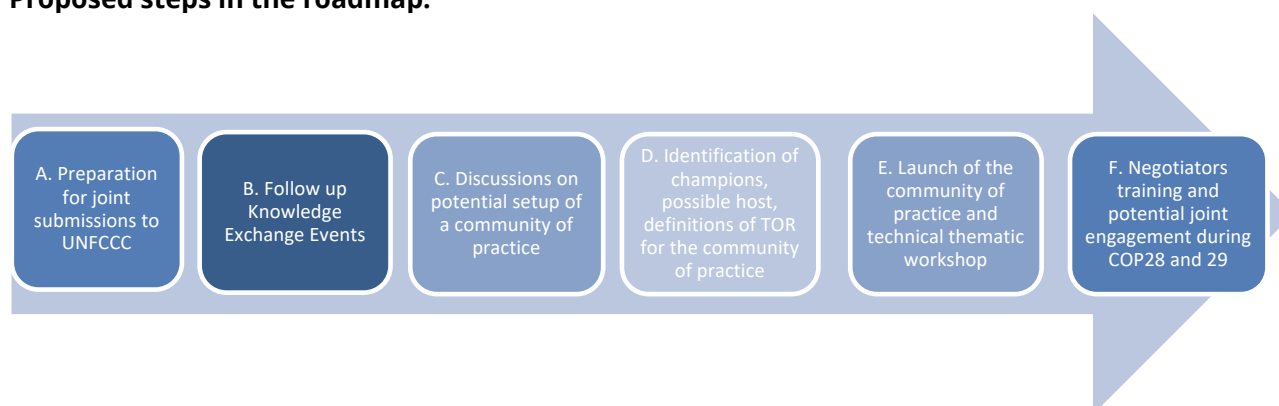 Proposed steps in the roadmap:
A. Preparation
for joint
submissions to
UNFCCC
B. Follow up
Knowledge
Exchange Events
C. Discussions on
potential setup of
a community of
practice
D. Identification of
champions,
possible host,
definitions of TOR
for the community
of practice
E. Launch of the
community of
practice and
technical thematic
workshop
F. Negotiators
training and
potential joint
engagement during
COP28 and 29